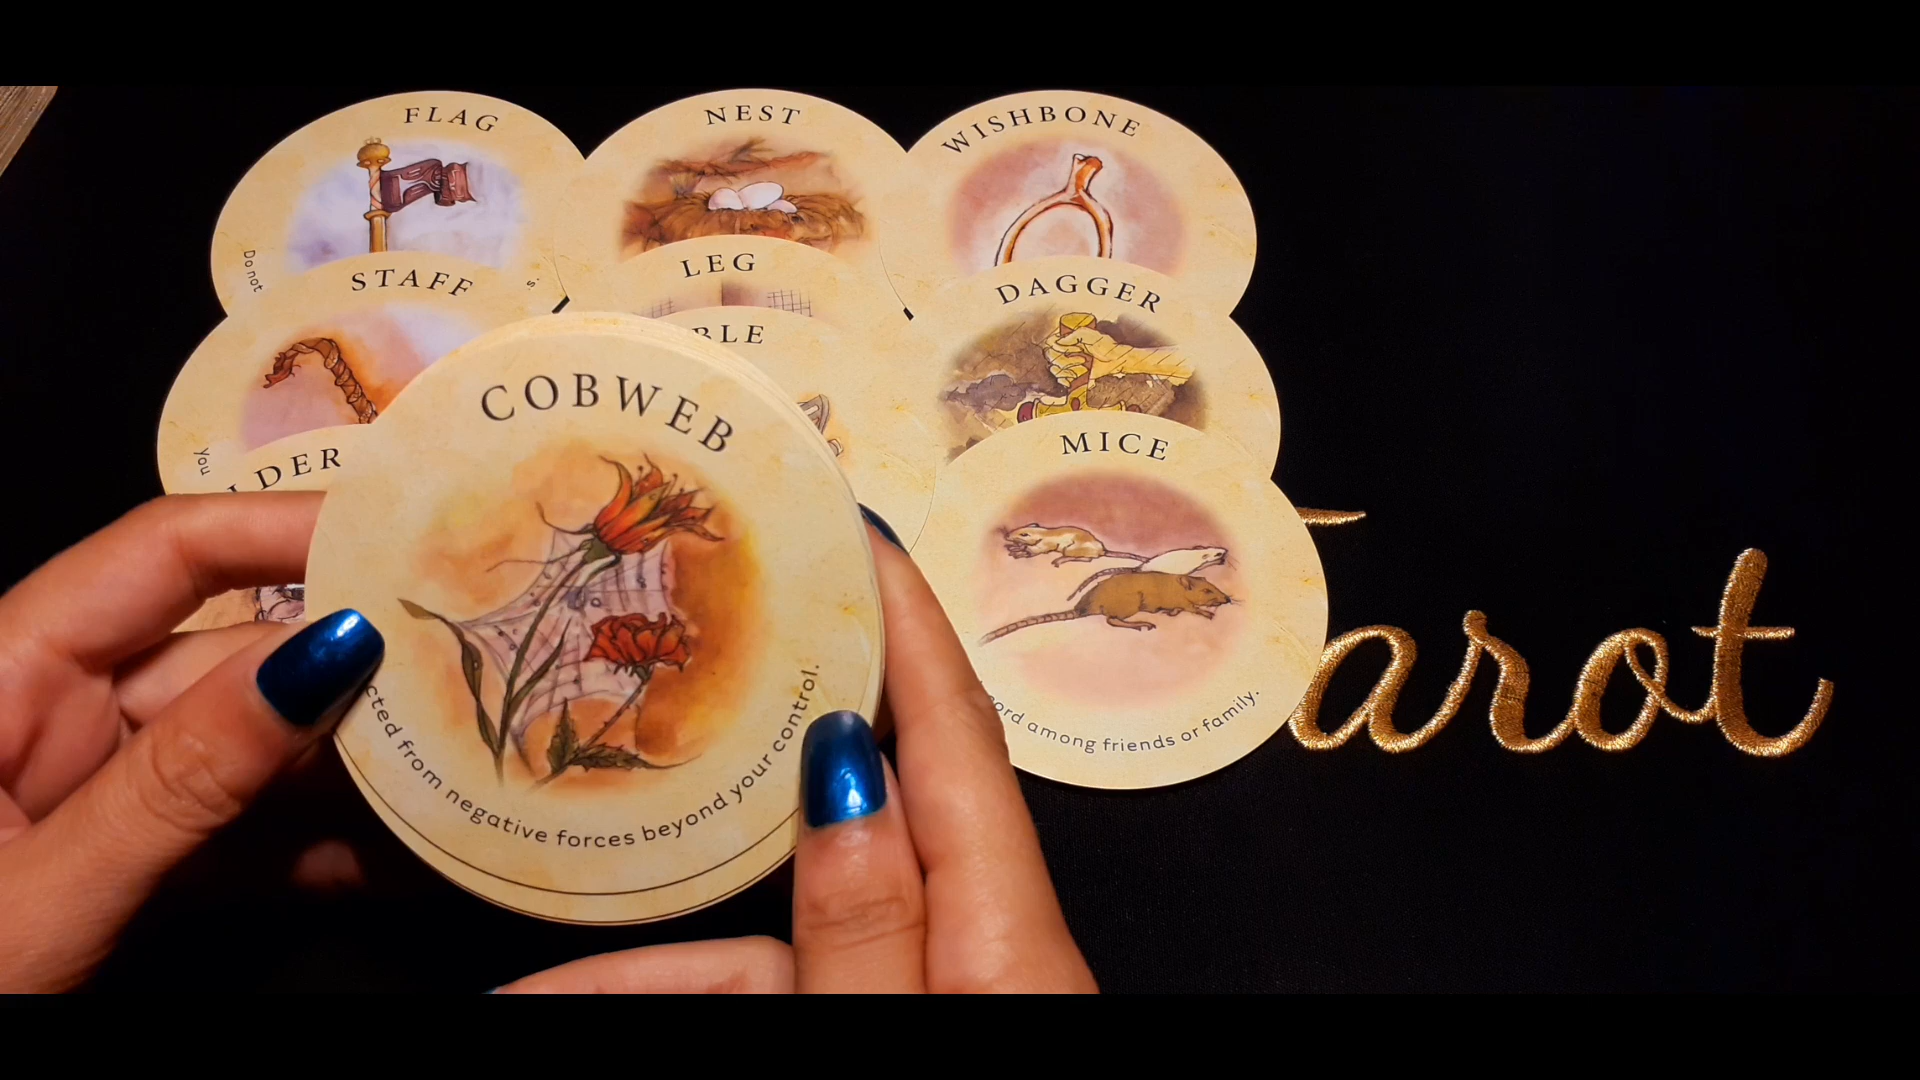 FLAG
NEST
WISHBONE
Do not
s.
STAFF
LEG
DAGGER
BLE
You
LDER
COBWEB
MICE
cted from negative forces beyond your control.
ord among friends or family.
arot